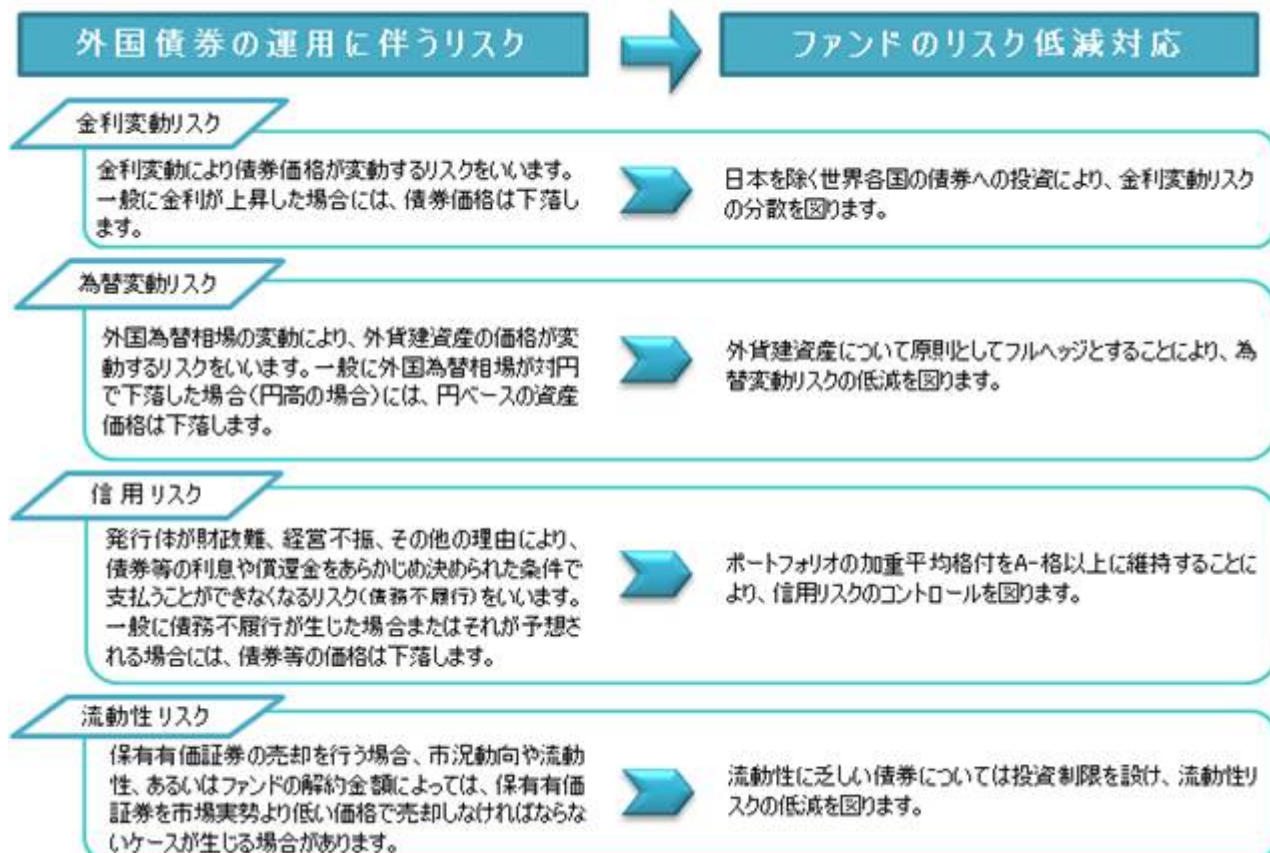 外国債券の運用に伴うリスク
ファンドのリスク低減対応
金利変動リスク
金利変動により債券価格が変動するリスクをいいます。
一般に金利が上昇した場合には、債券価格は下落し
ます。
日本を除く世界各国の債券への投資により、金利変動リスク
の分散を図ります。
為替変動リスク
外国為替相場の変動により、外貨建資産の価格が変
動するリスクをいいます。一般に外国為替相場が対円
で下落した場合(円高の場合)には、円ベースの資産
価格は下落します。
外貨建資産について原則としてフルヘッジとすることにより、為
替変動リスクの低減を図ります。
信用リスク
発行体が財政難、経営不振、その他の理由により、
債券等の利息や償還金をあらかじめ決められた条件で
支払うことができなくなるリスク(債務不履行)をいいます。
一般に債務不履行が生じた場合またはそれが予想さ
れる場合には、債券等の価格は下落します。
ポートフォリオの加重平均格付をA-格以上に維持することに
より、信用リスクのコントロールを図ります。
流動性リスク
保有有価証券の売却を行う場合、市況動向や流動
性、あるいはファンドの解約金額によっては、保有有価
証券を市場実勢より低い価格で売却しなければならな
いケースが生じる場合があります。
流動性に乏しい債券については投資制限を設け、流動性リ
スクの低減を図ります。